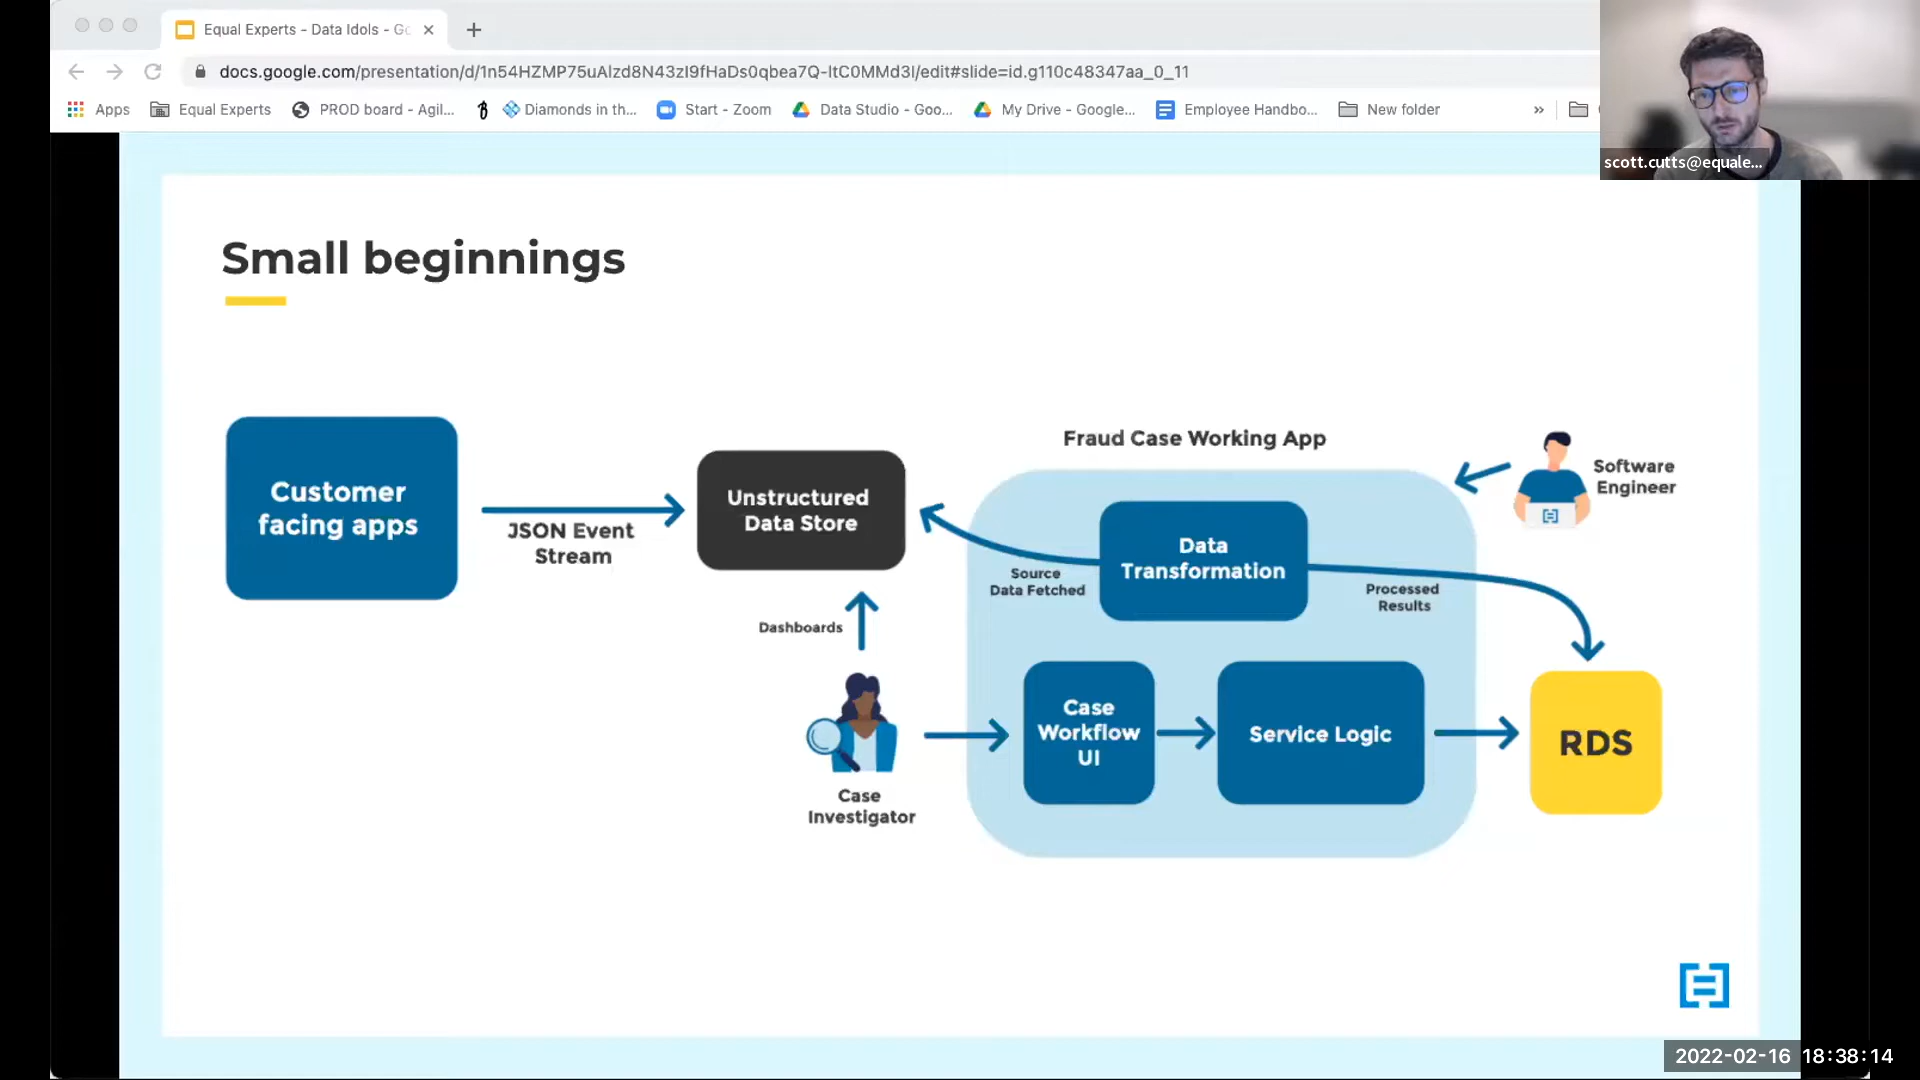 Equal Experts - Data Idols - Go
docs.google.com/presentation/d/1n54HZMP75uAlzd8N43zI9fHaDs0qbea7Q-ItC0MMd3I/edit#slide=id.g110c48347aa_0_11
Apps Equal Experts PROD board - Agil... Diamonds in th... Start - Zoom Data Studio - Goo... My Drive - Google... Employee Handbo... New folder »
scott.cutts@equale...
Small beginnings
Customer
facing apps
JSON Event
Stream
Unstructured
Data Store
Dashboards
Case
Investigator
Fraud Case Working App
Source
Data Fetched
Data
Transformation
Processed
Results
Case
Workflow
UI
Service Logic
Software
Engineer
RDS
2022-02-16 18:38:14